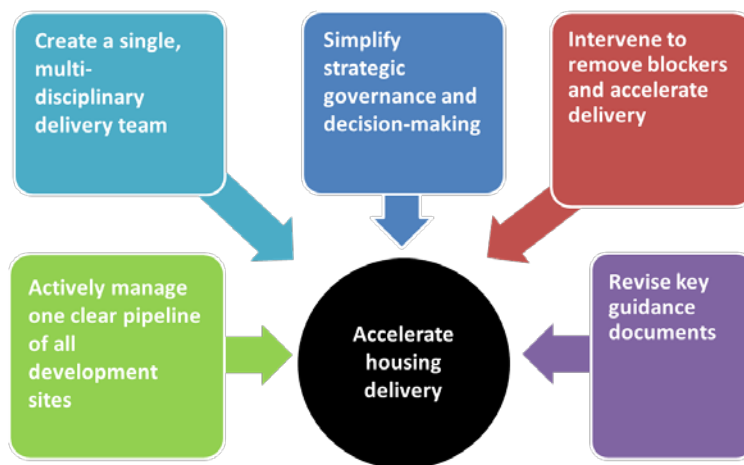 Create a single,
multi-
disciplinary
delivery team
Simplify
strategic
governance and
decision-making
Intervene to
remove blockers
and accelerate
delivery
Actively manage
one clear pipeline
of all
development
sites
Accelerate
housing
delivery
Revise key
guidance
documents